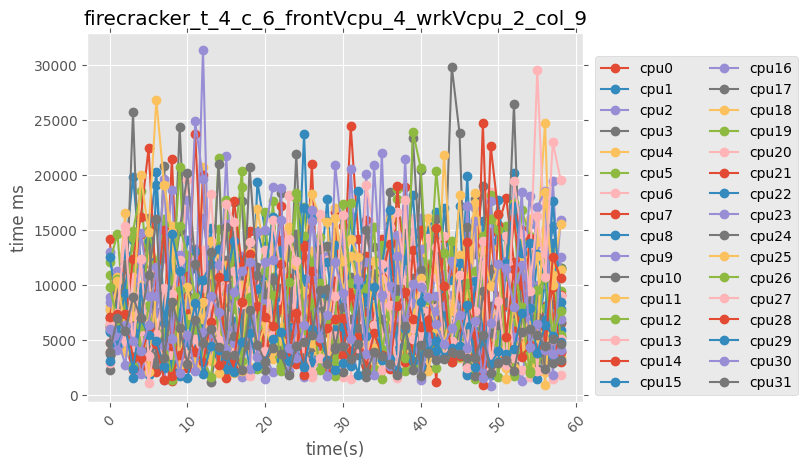 firecracker_t_4_c_6_frontVcpu_4_wrkVcpu_2_col_9
time ms
30000
25000
20000
15000
10000
5000
0
0
10
20
30
40
50
60
time(s)
cpu0
cpu1
cpu2
cpu3
cpu4
cpu5
cpu6
cpu7
cpu8
cpu9
cpu10
cpu11
cpu12
cpu13
cpu14
cpu15
cpu16
cpu17
cpu18
cpu19
cpu20
cpu21
cpu22
cpu23
cpu24
cpu25
cpu26
cpu27
cpu28
cpu29
cpu30
cpu31